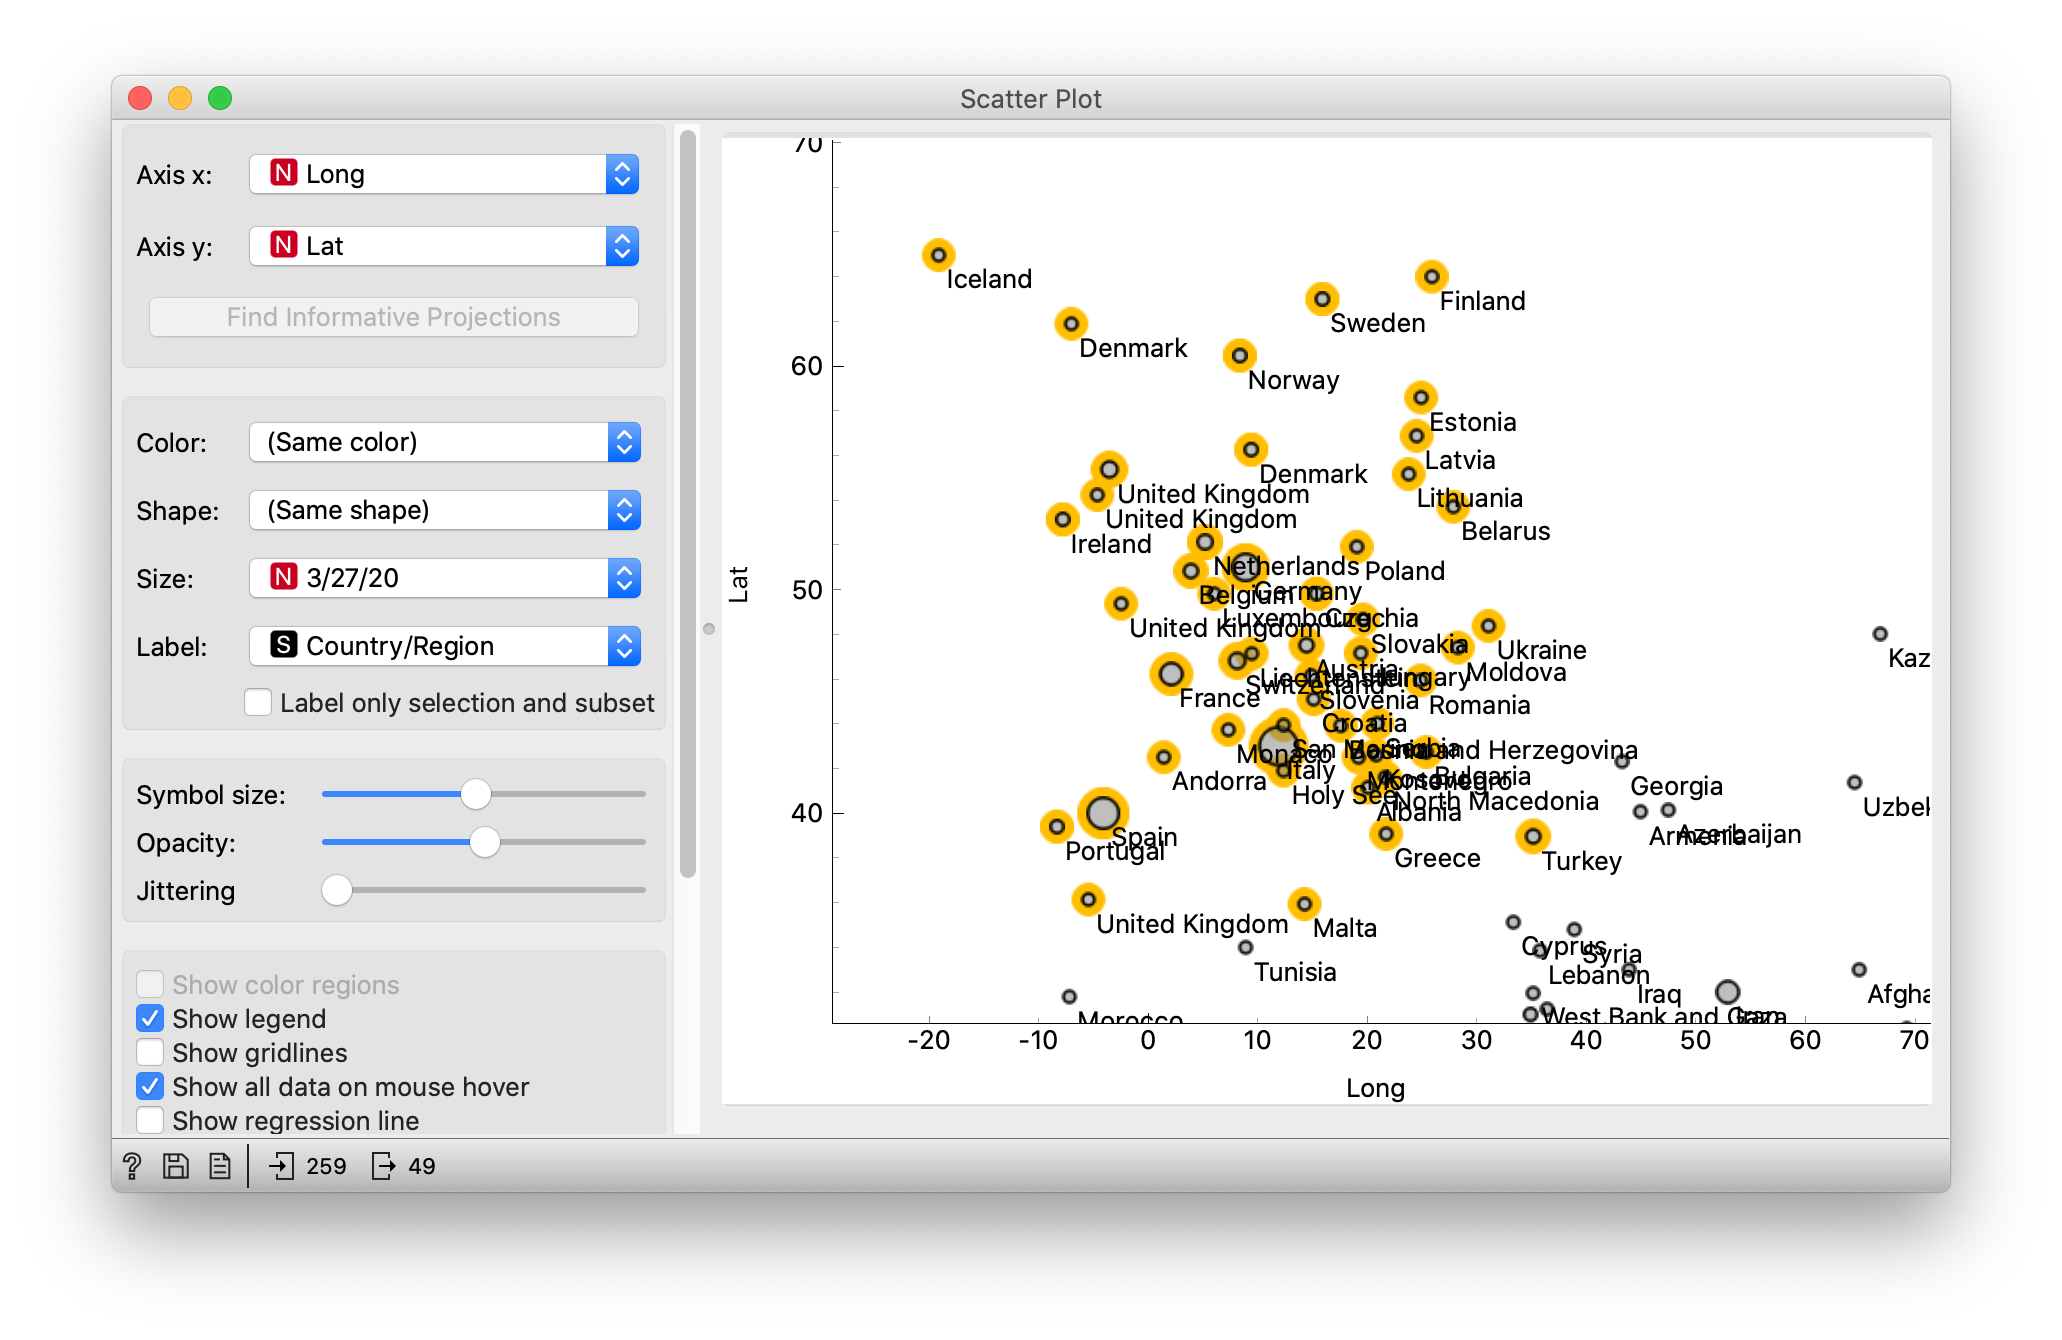 Scatter Plot
Axis x:
N Long
Axis y:
N Lat
Find Informative Projections
Color:
(Same color)
Shape:
(Same shape)
Size:
N 3/27/20
Label:
S Country/Region
Label only selection and subset
Symbol size:
Opacity:
Jittering
Show color regions
Show legend
Show gridlines
Show all data on mouse hover
Show regression line
? 259 49
70
60
50
40
Lat
Iceland
Finland
Sweden
Denmark
Norway
Estonia
Latvia
Denmark
United Kingdom
Lithuania
United Kingdom
Belarus
Ireland
Netherlands
Poland
Belgium
Germany
Luxembourg
Czechia
United Kingdom
Slovakia
Ukraine
Austria
Moldova
Liechtenstein
Hungary
Switzerland
France
Slovenia
Romania
Croatia
San Marino
Bosnia and Herzegovina
Serbia
Monaco
Italy
Andorra
Kosovo
Bulgaria
Montenegro
Georgia
Holy See
North Macedonia
Uzbek
Albania
Spain
Armenia
Azerbaijan
Portugal
Greece
Turkey
Kaz
United Kingdom
Malta
Cyprus
Syria
Tunisia
Lebanon
Iraq
Afgha
Morocco
West Bank and Gaza
Iran
-20 -10 0 10 20 30 40 50 60 70
Long